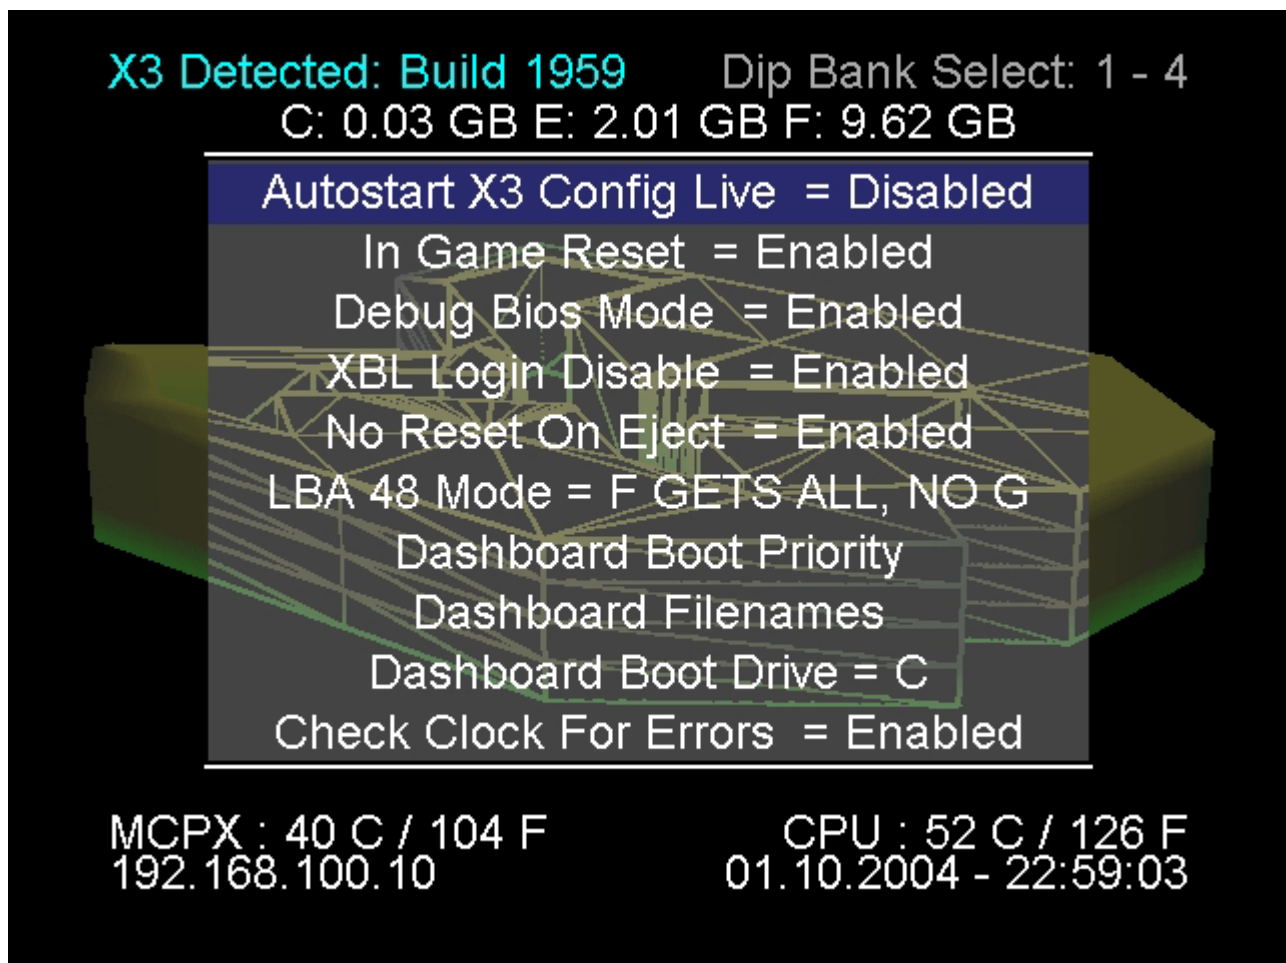 X3 Detected: Build 1959 Dip Bank Select: 1 - 4
C: 0.03 GB E: 2.01 GB F: 9.62 GB
Autostart X3 Config Live = Disabled
In Game Reset = Enabled
Debug Bios Mode = Enabled
XBL Login Disable = Enabled
No Reset On Eject = Enabled
LBA 48 Mode = F GETS ALL, NO G
Dashboard Boot Priority
Dashboard Filenames
Dashboard Boot Drive = C
Check Clock For Errors = Enabled
MCPX : 40 C / 104 F CPU : 52 C / 126 F
192.168.100.10 01.10.2004 - 22:59:03